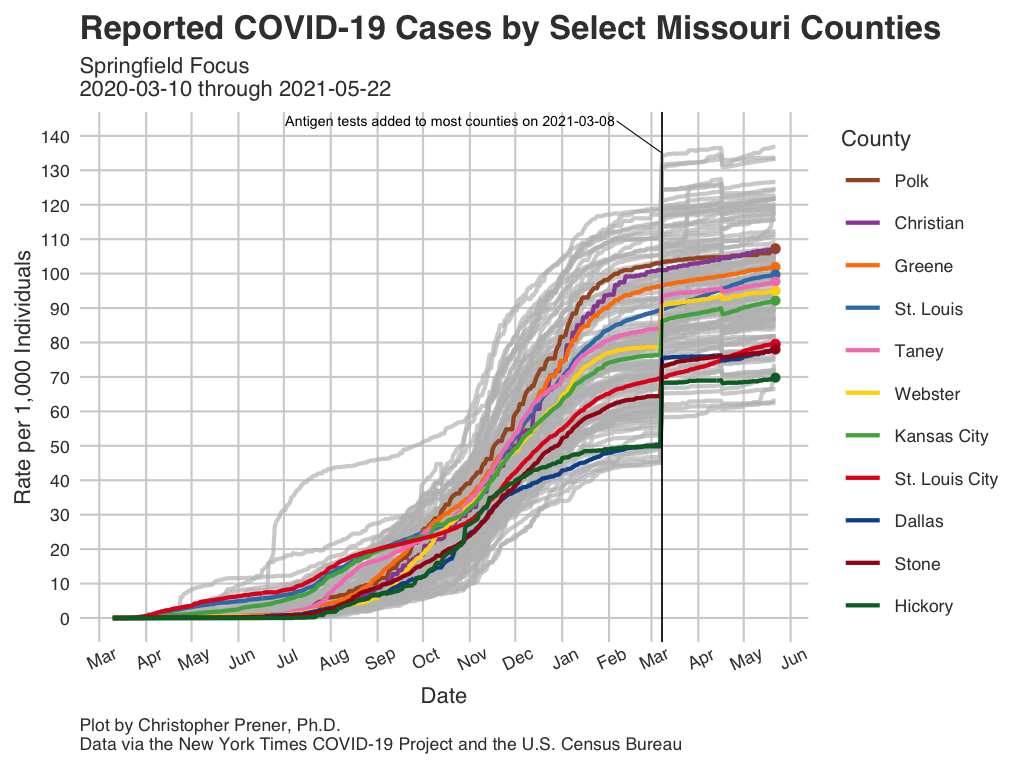 Reported COVID-19 Cases by Select Missouri Counties
Springfield Focus
2020-03-10 through 2021-05-22
Antigen tests added to most counties on 2021-03-08
Rate per 1,000 Individuals
140
130
120
110
100
90
80
70
60
50
40
30
20
10
0
Mar Apr May Jun Jul Aug Sep Oct Nov Dec Jan Feb Mar Apr May Jun
Date
County
Polk
Christian
Greene
St. Louis
Taney
Webster
Kansas City
St. Louis City
Dallas
Stone
Hickory
Plot by Christopher Prener, Ph.D.
Data via the New York Times COVID-19 Project and the U.S. Census Bureau